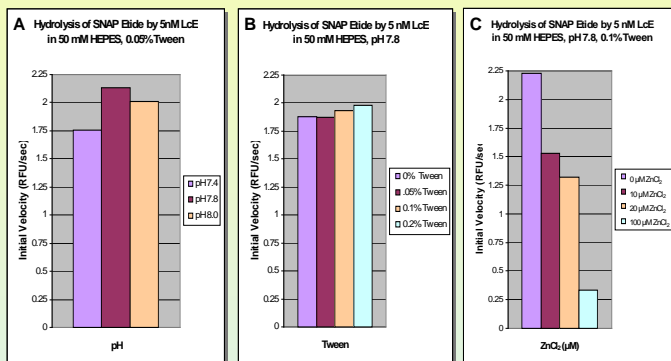 A
Hydrolysis of SNAP Etide by 5nM LcE
in 50 mM HEPES, 0.05% Tween
2.25
2
1.75
1.5
1.25
1
0.75
0.5
0.25
0
Initial Velocity (RFU/sec)
pH
pH7.4
pH7.8
pH8.0
B
Hydrolysis of SNAP Etide by 5 nM LcE
in 50 mM HEPES, pH 7.8
2.25
2
1.75
1.5
1.25
1
0.75
0.5
0.25
0
Initial Velocity (RFU/sec)
Tween
0% Tween
.05% Tween
0.1% Tween
0.2% Tween
C
Hydrolysis of SNAP Etide by 5 nM LcE
in 50 mM HEPES, pH 7.8, 0.1% Tween
2.25
2
1.75
1.5
1.25
1
0.75
0.5
0.25
0
Initial Velocity (RFU/sec
ZnCl₂ (µM)
0 µM ZnCl₂
10 µM ZnCl₂
20 µM ZnCl₂
100 µM ZnCl₂